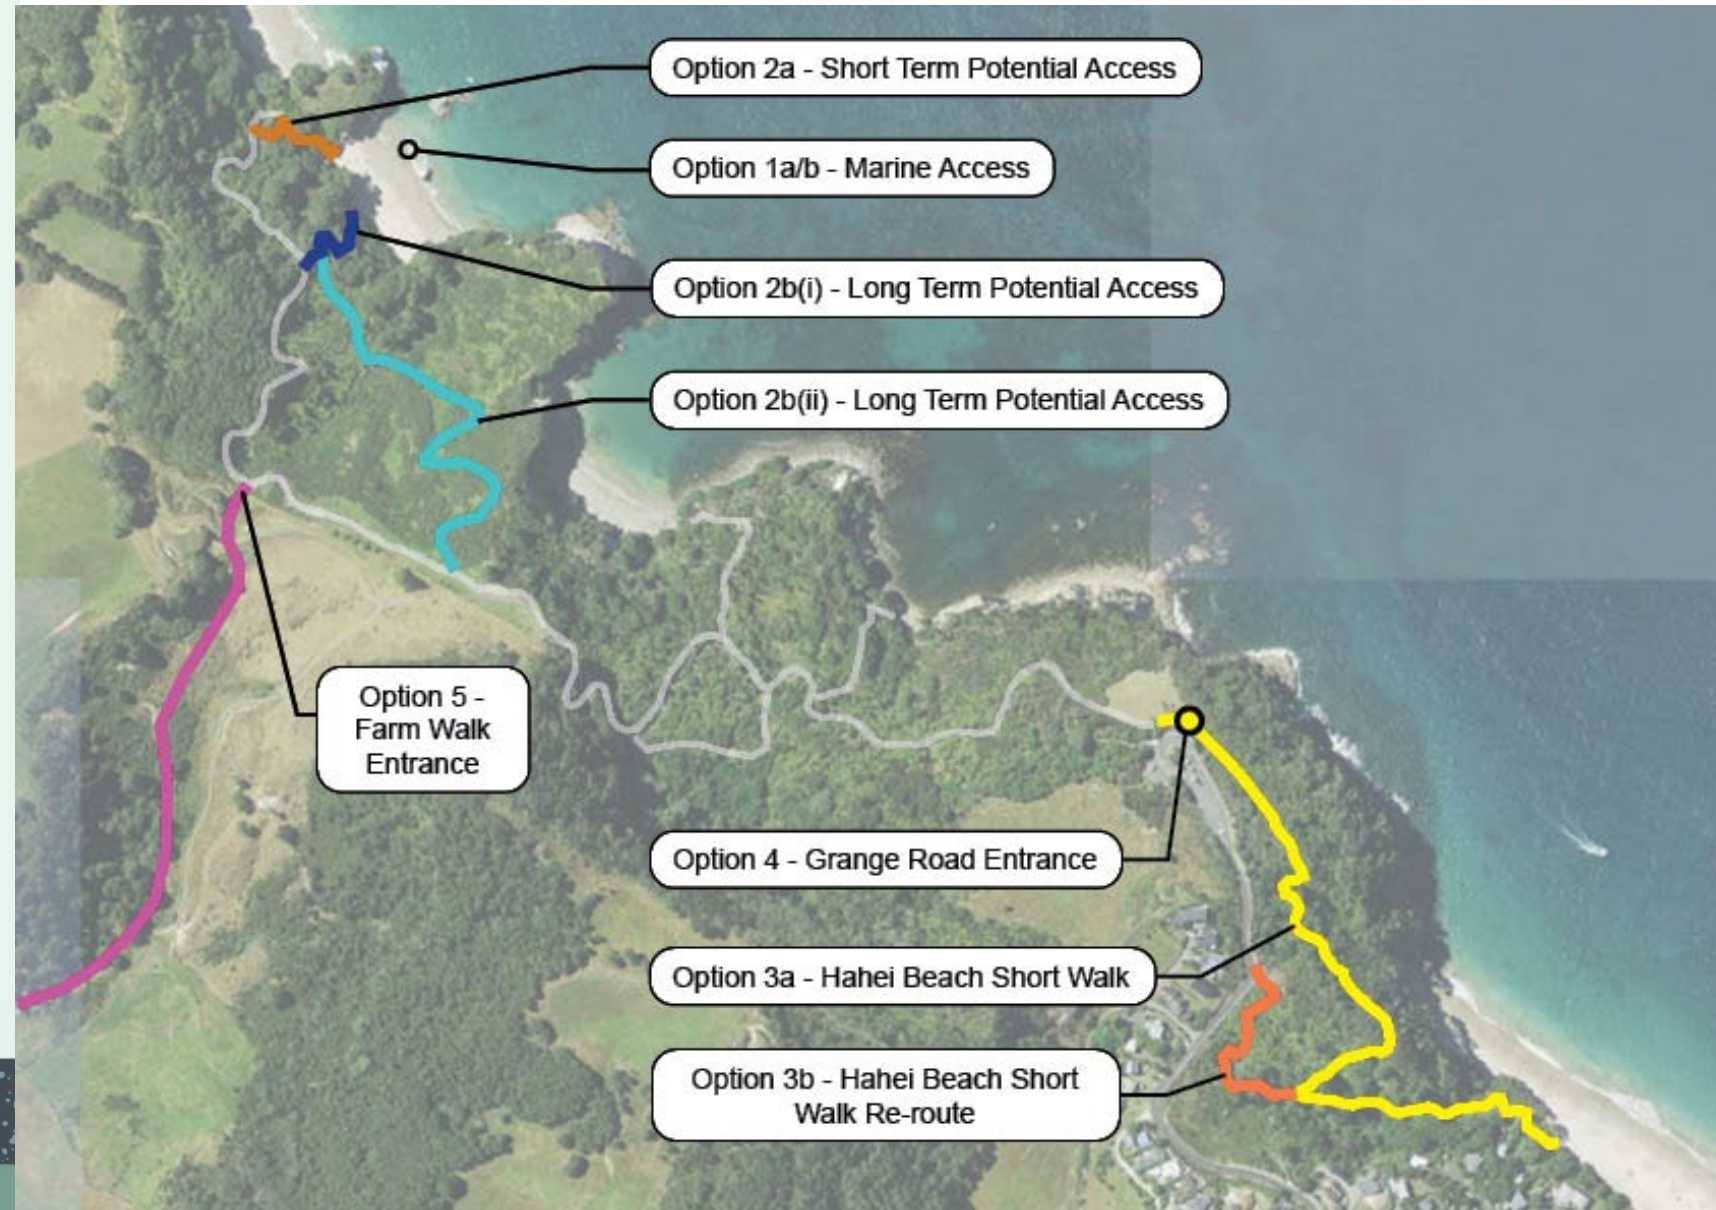 Option 2a - Short Term Potential Access
Option 1a/b - Marine Access
Option 2b(i) - Long Term Potential Access
Option 2b(ii) - Long Term Potential Access
Option 5 -
Farm Walk
Entrance
Option 4 - Grange Road Entrance
Option 3a - Hahei Beach Short Walk
Option 3b - Hahei Beach Short
Walk Re-route